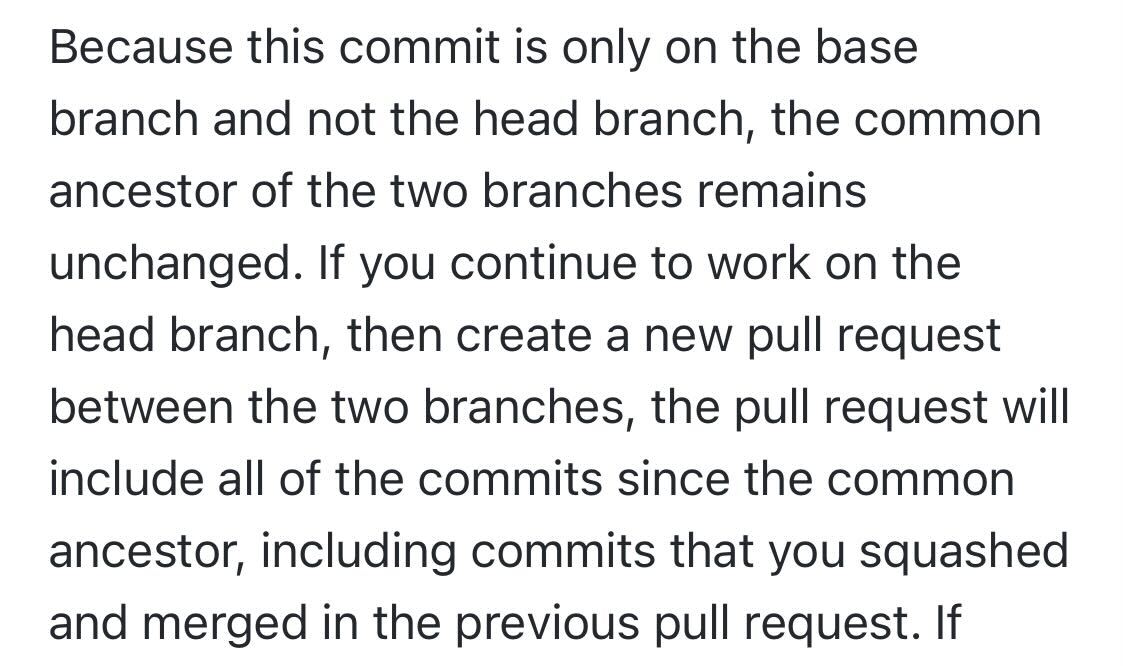 Because this commit is only on the base
branch and not the head branch, the common
ancestor of the two branches remains
unchanged. If you continue to work on the
head branch, then create a new pull request
between the two branches, the pull request will
include all of the commits since the common
ancestor, including commits that you squashed
and merged in the previous pull request. If